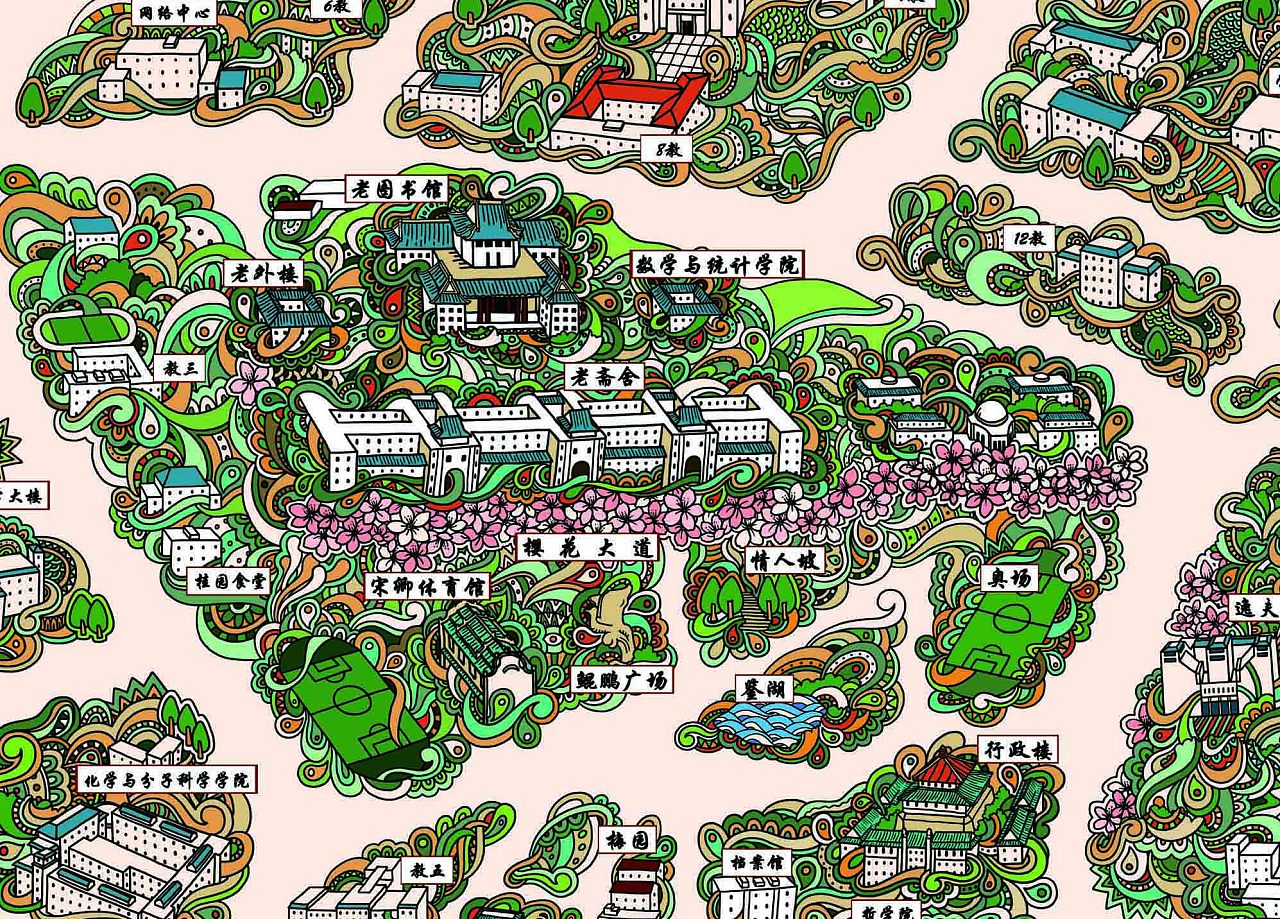 网络中心
6教
8教
老图书馆
12教
老外楼
数学与统计学院
教三
老斋舍
大楼
樱花大道
情人坡
桂园食堂
宋卿体育馆
奥场
逸夫
鲲鹏广场
鉴湖
行政楼
化学与分子科学学院
梅园
教五
档案馆
哲学院